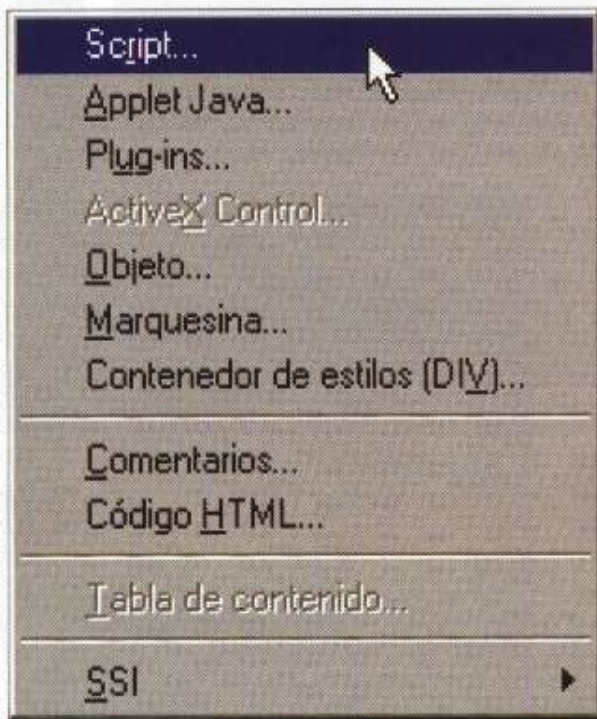 Script...
Applet Java...
Plug-ins...
ActiveX Control...
Objeto...
Marquesina...
Contenedor de estilos (DIV)...
Comentarios...
Código HTML...
Tabla de contenido...
SSI